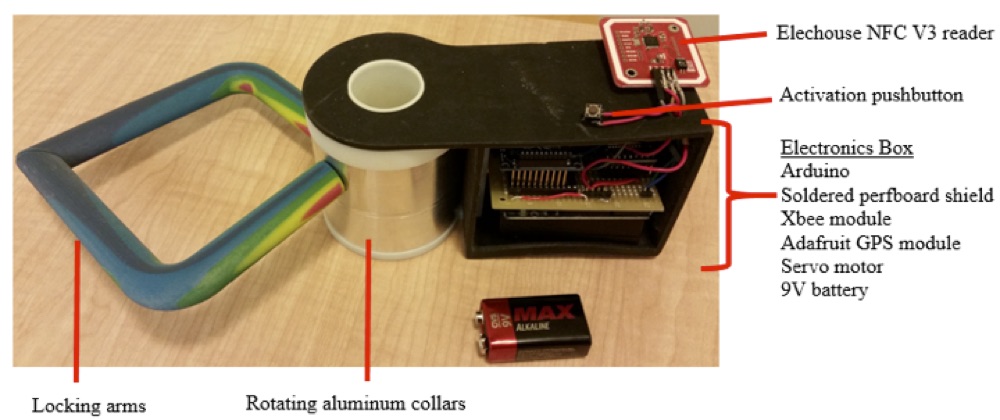 Elechouse NFC V3 reader
Activation pushbutton
Electronics Box
Arduino
Soldered perfboard shield
Xbee module
Adafruit GPS module
Servo motor
9V battery
9V
MAX
ALKALINE
Locking arms
Rotating aluminum collars